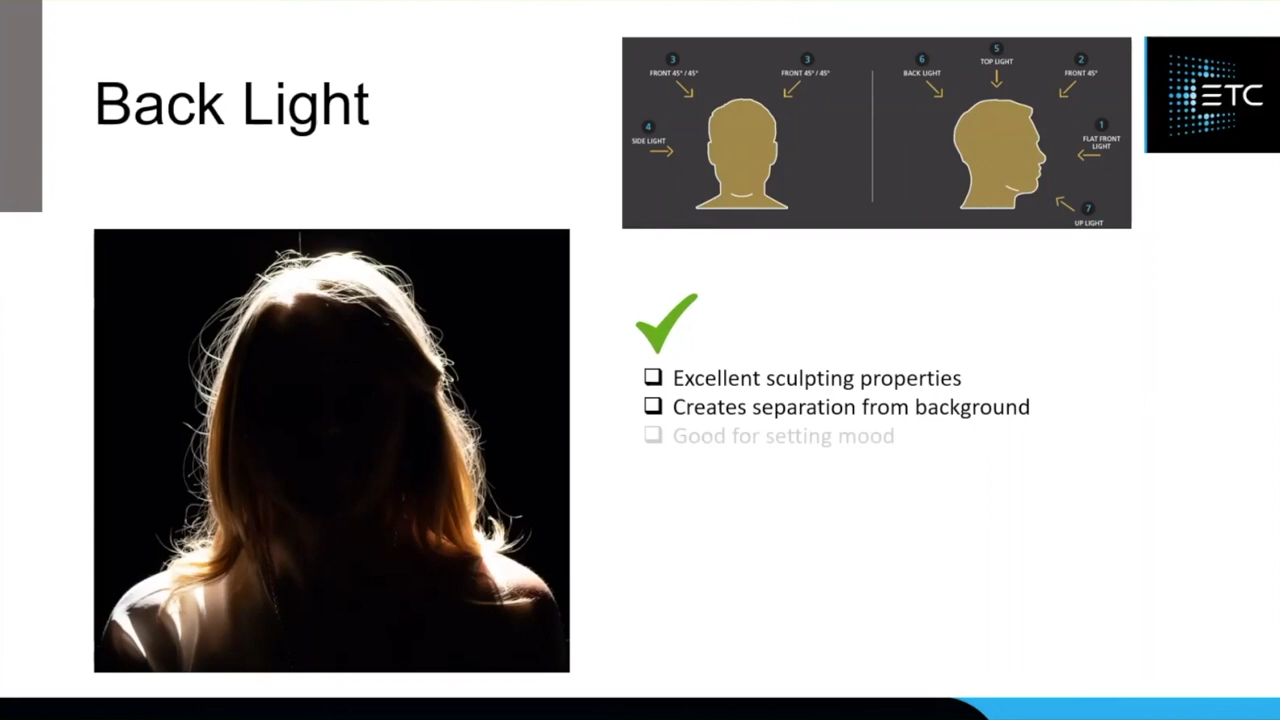 Back Light
3
FRONT 45° / 45°
3
FRONT 45° / 45°
4
SIDE LIGHT
6
BACK LIGHT
5
TOP LIGHT
2
FRONT 45°
1
FLAT FRONT
LIGHT
7
UP LIGHT
ETC
Excellent sculpting properties
Creates separation from background
Good for setting mood